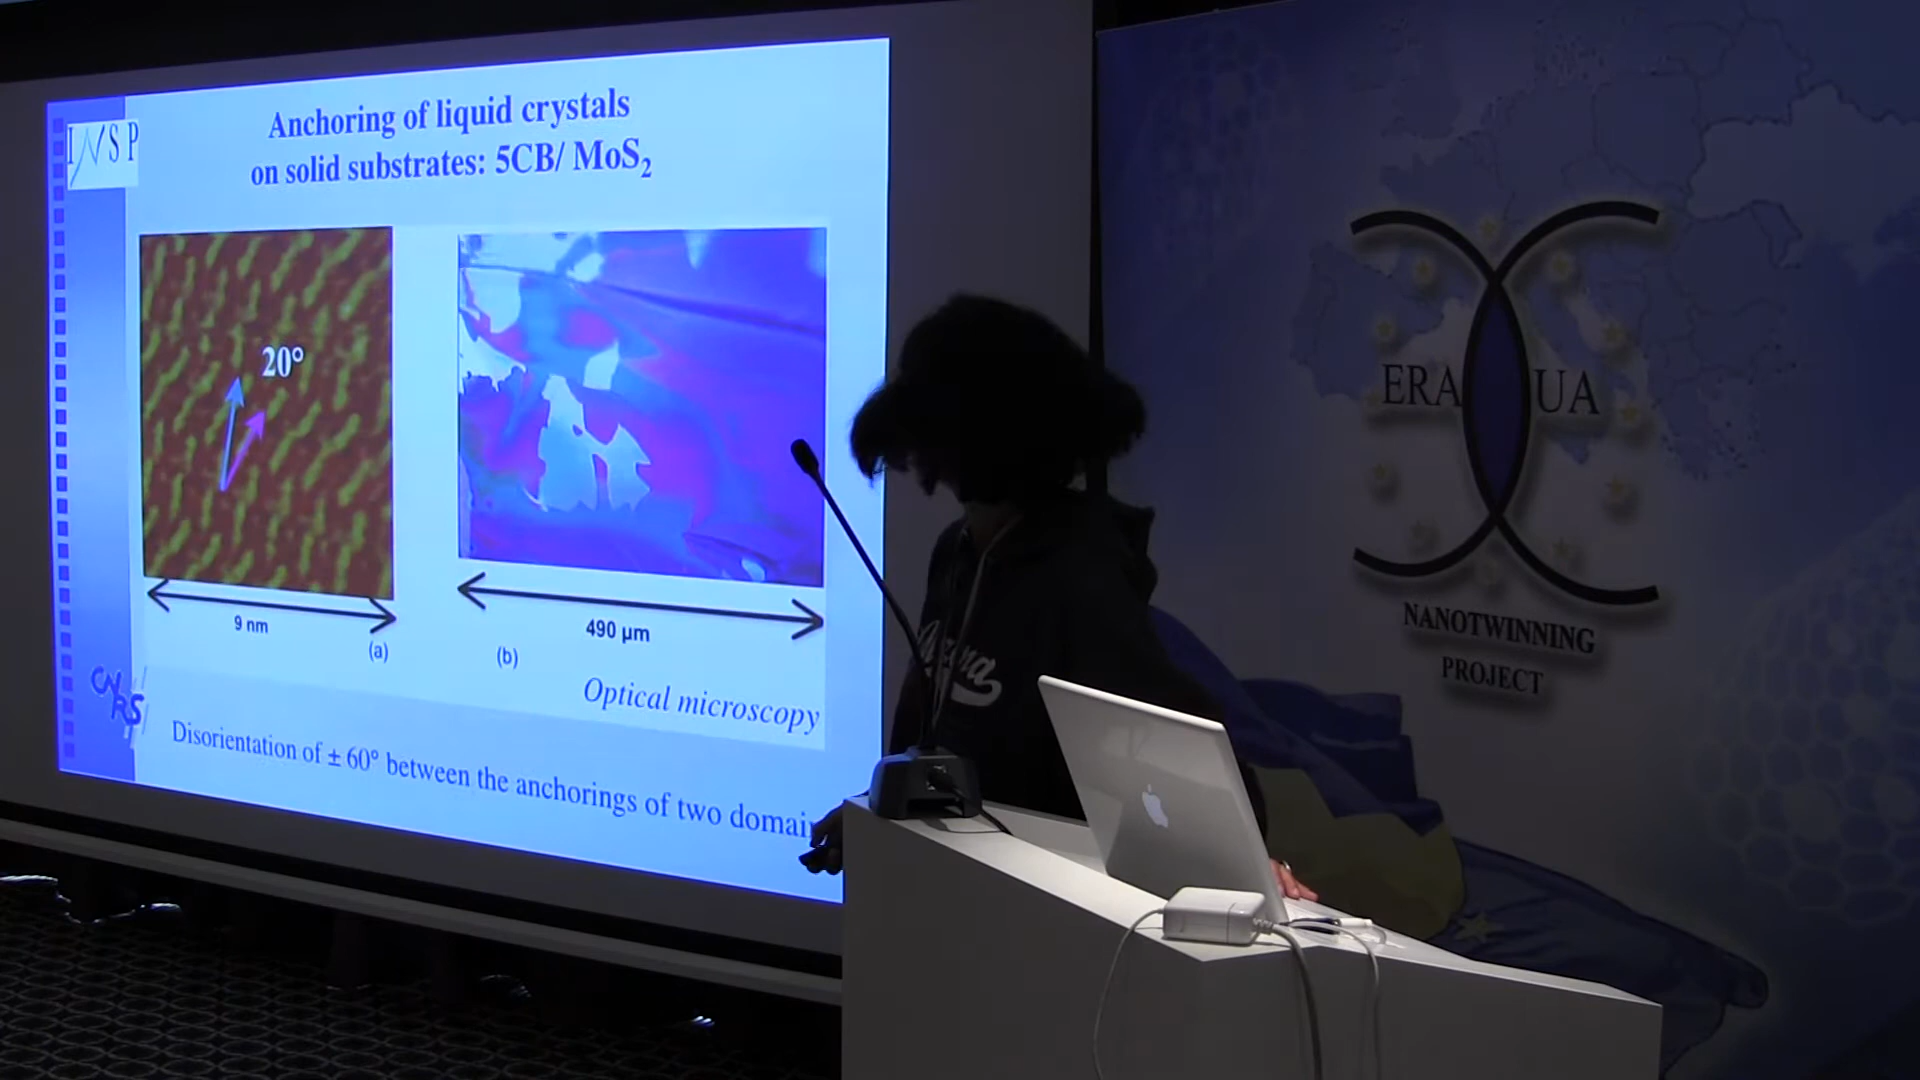 INSP
Anchoring of liquid crystals
on solid substrates: 5CB/ MoS₂
20°
9 nm
(a)
490 µm
(b)
Optical microscopy
CNRS
Disorientation of ± 60° between the anchorings of two domai
ERA UA
NANOTWINNING
PROJECT